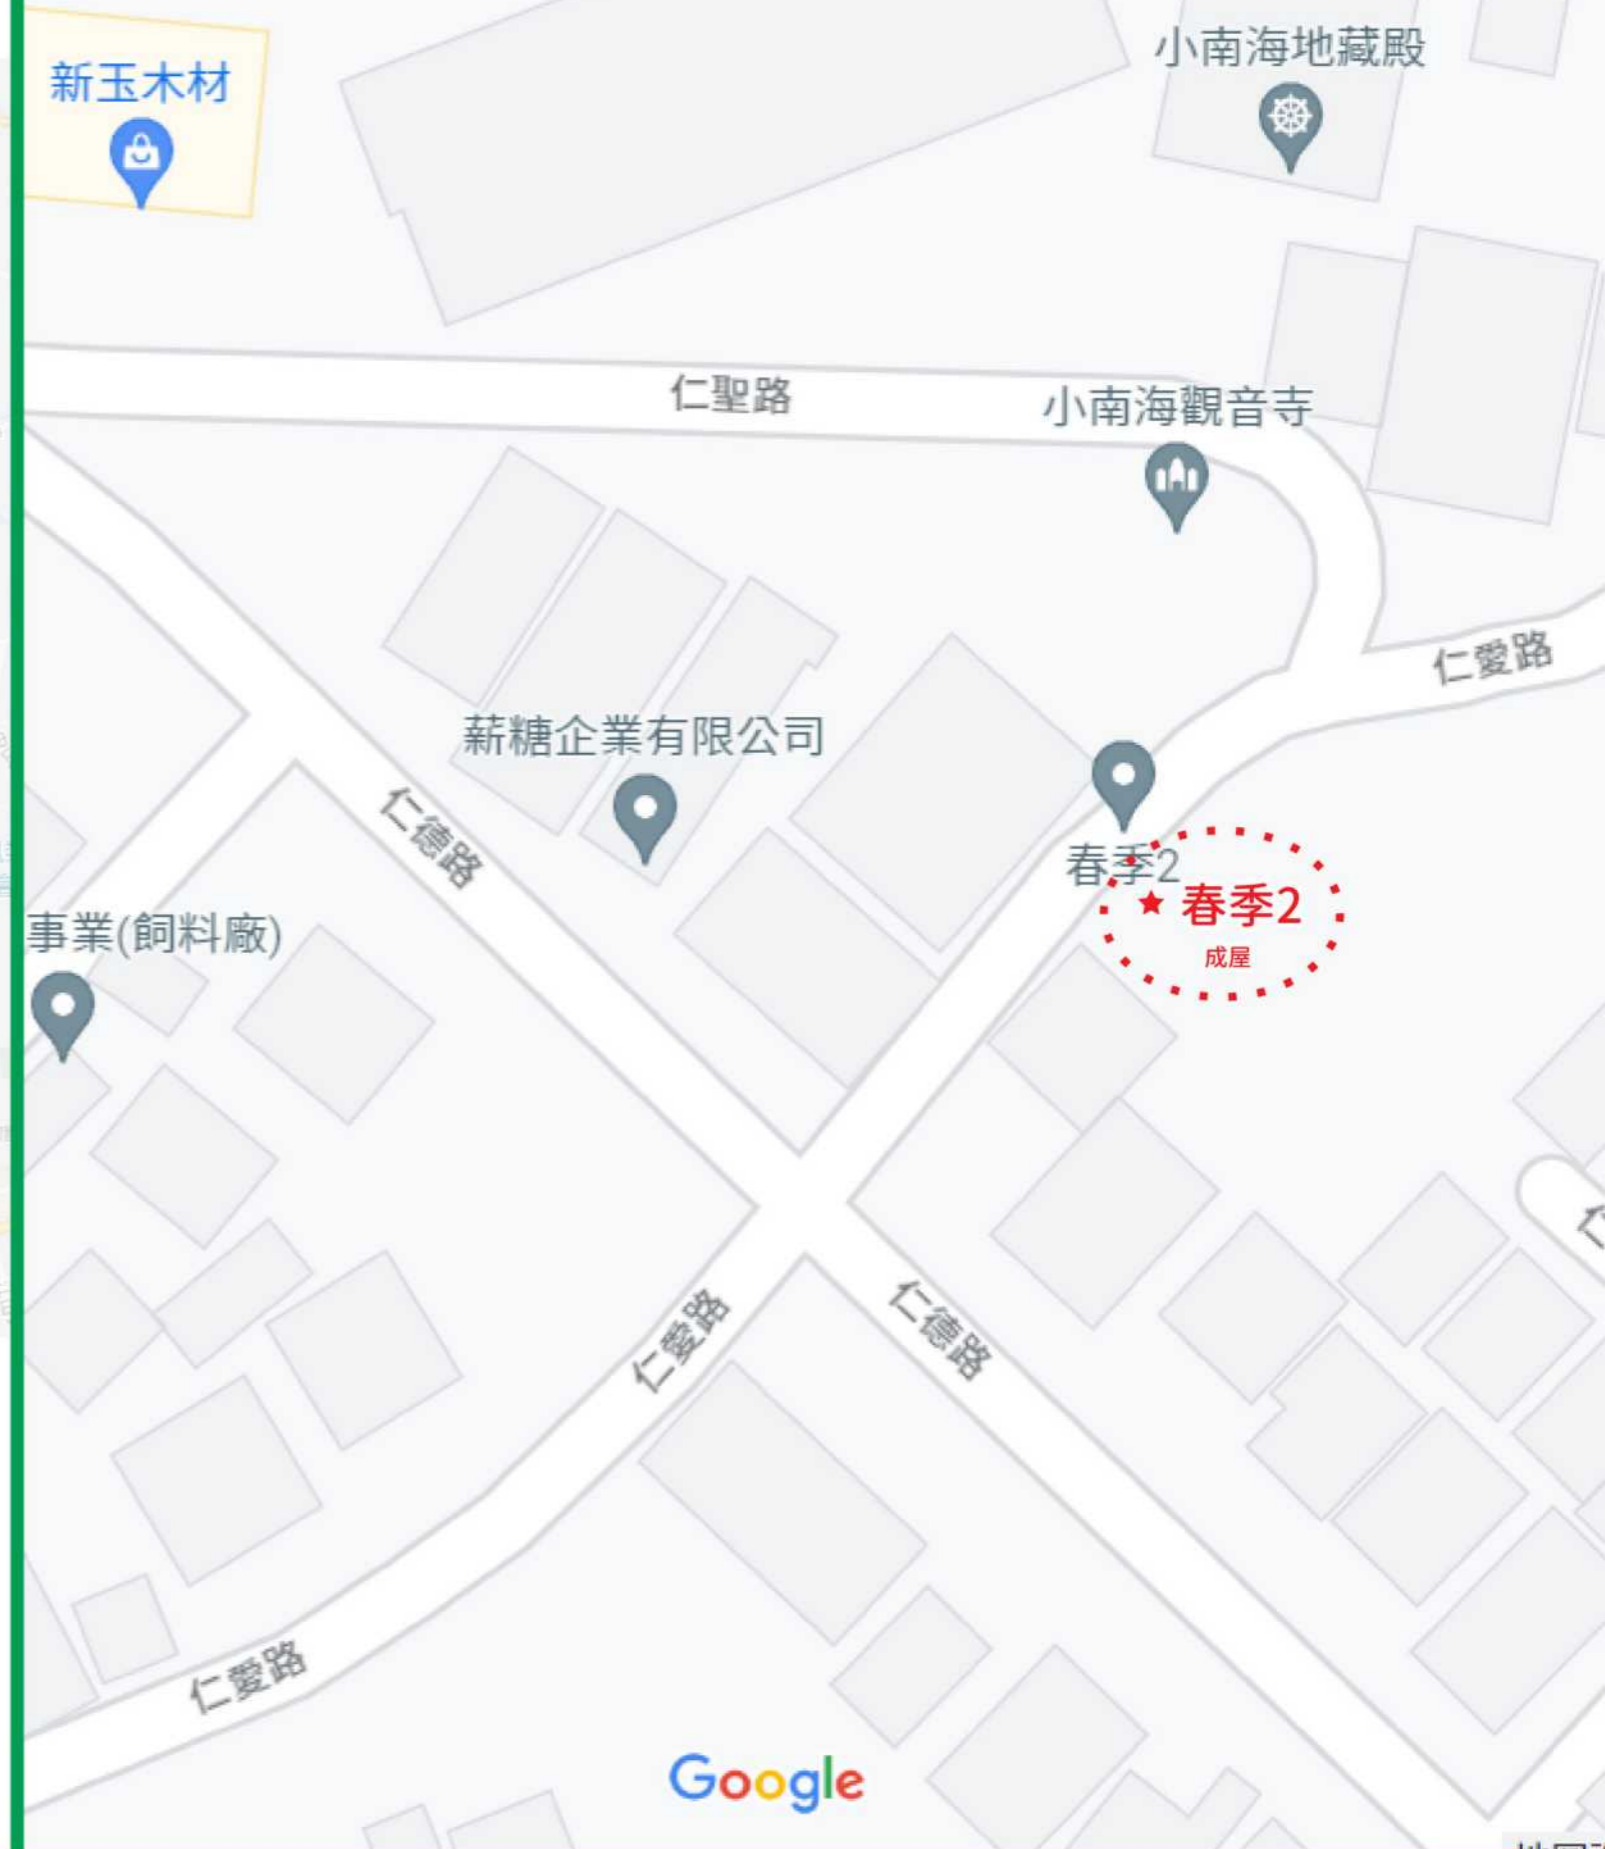 小南海地藏殿
新玉木材
仁聖路
小南海觀音寺
仁愛路
薪糖企業有限公司
仁德路
春季2
春季2
成屋
事業(飼料廠)
仁愛路
仁德路
仁愛路
Google